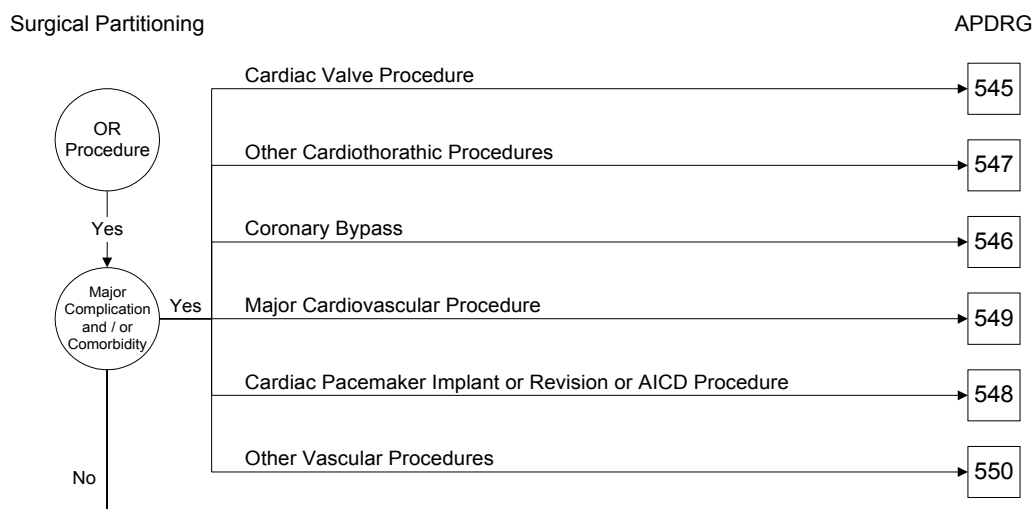 Surgical Partitioning
APDRG
Cardiac Valve Procedure
545
OR
Procedure
Other Cardiothorathic Procedures
547
Yes
Coronary Bypass
546
Major
Complication
and / or
Comorbidity
Yes
Major Cardiovascular Procedure
549
Cardiac Pacemaker Implant or Revision or AICD Procedure
548
Other Vascular Procedures
550
No